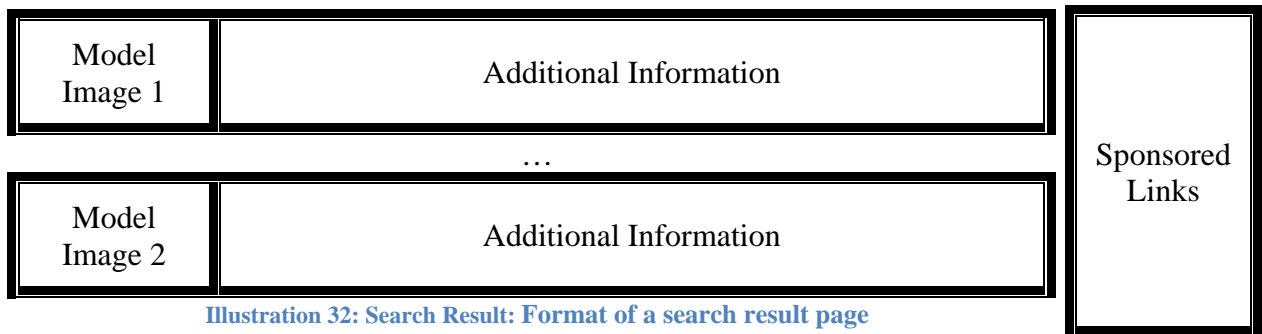 Model
Image 1
Additional Information
…
Model
Image 2
Additional Information
Sponsored
Links
Illustration 32: Search Result: Format of a search result page